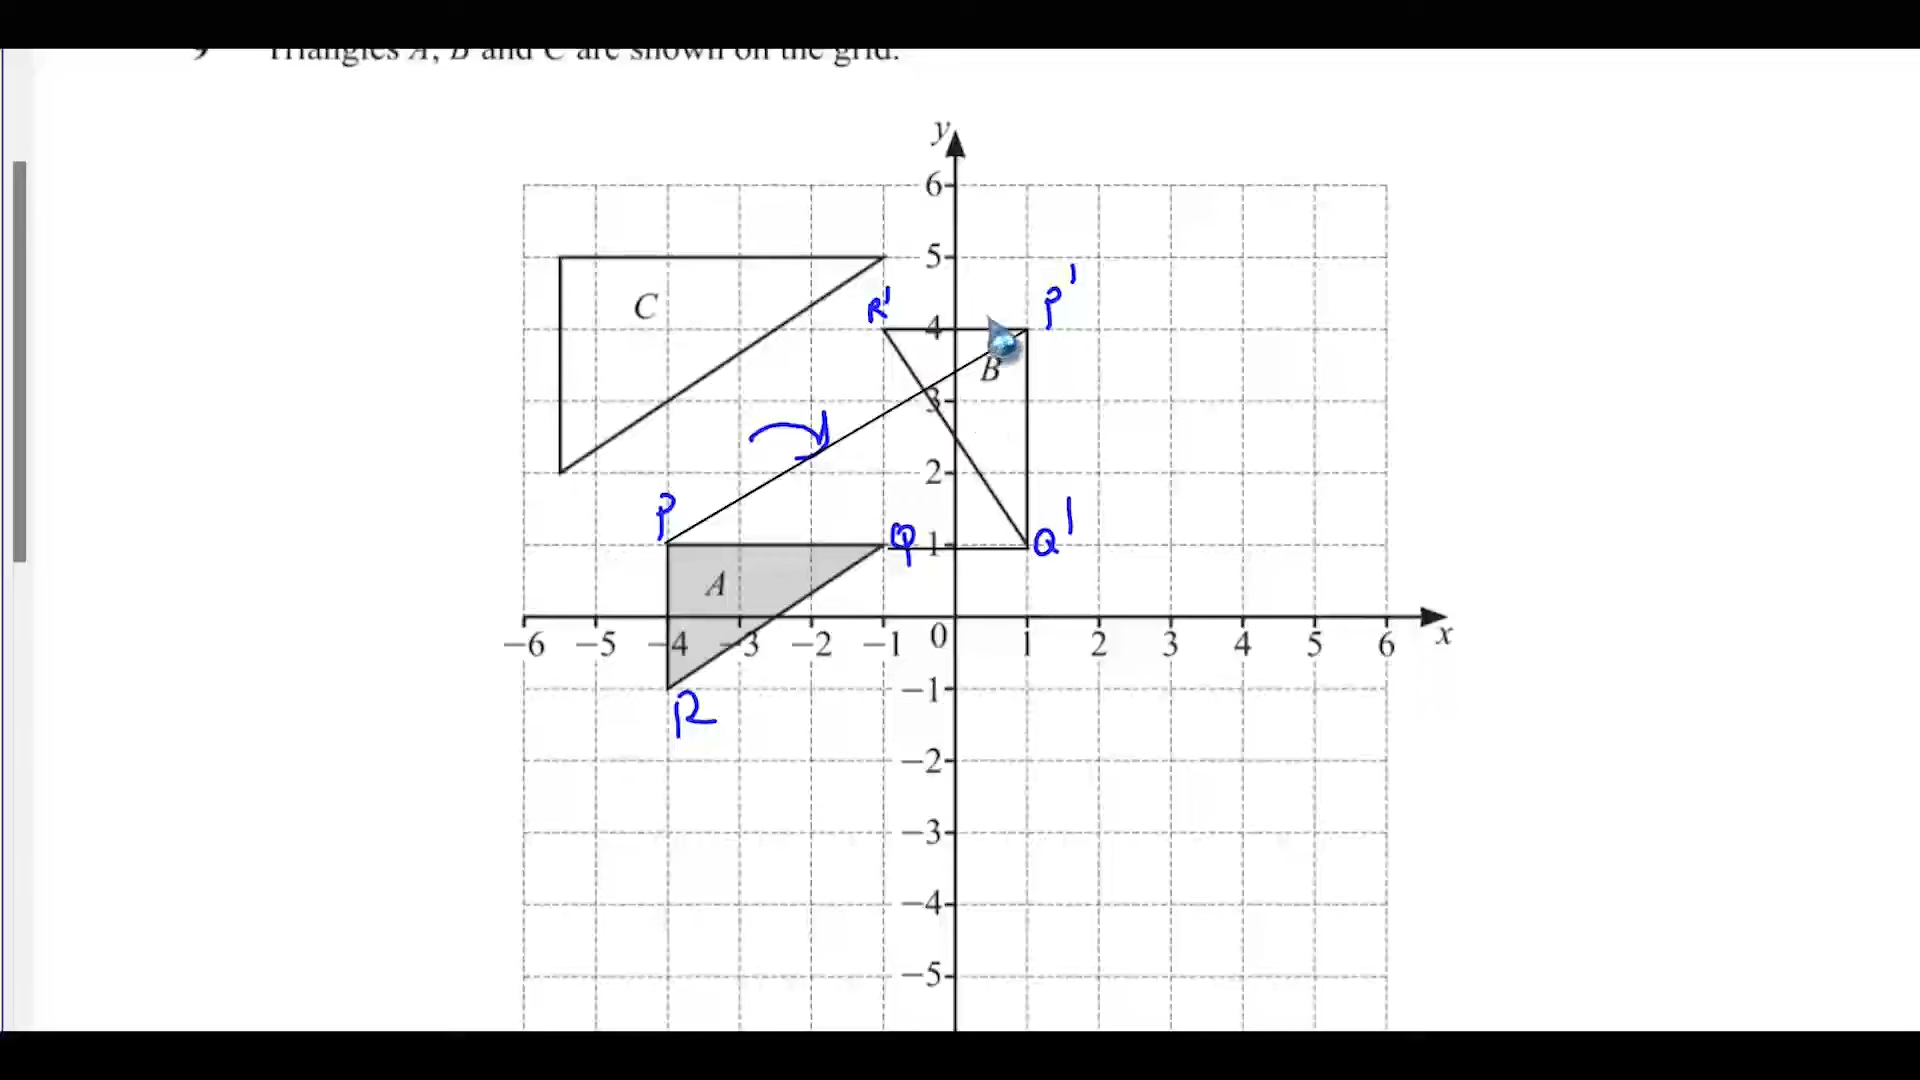 9 Triangles A, B and C are shown on the grid.
y
6
5
C
R'
4
P'
B
3
2
P
Q
1
Q'
A
-6 -5 -4 -3 -2 -1 0 1 2 3 4 5 6 x
-1
R
-2
-3
-4
-5